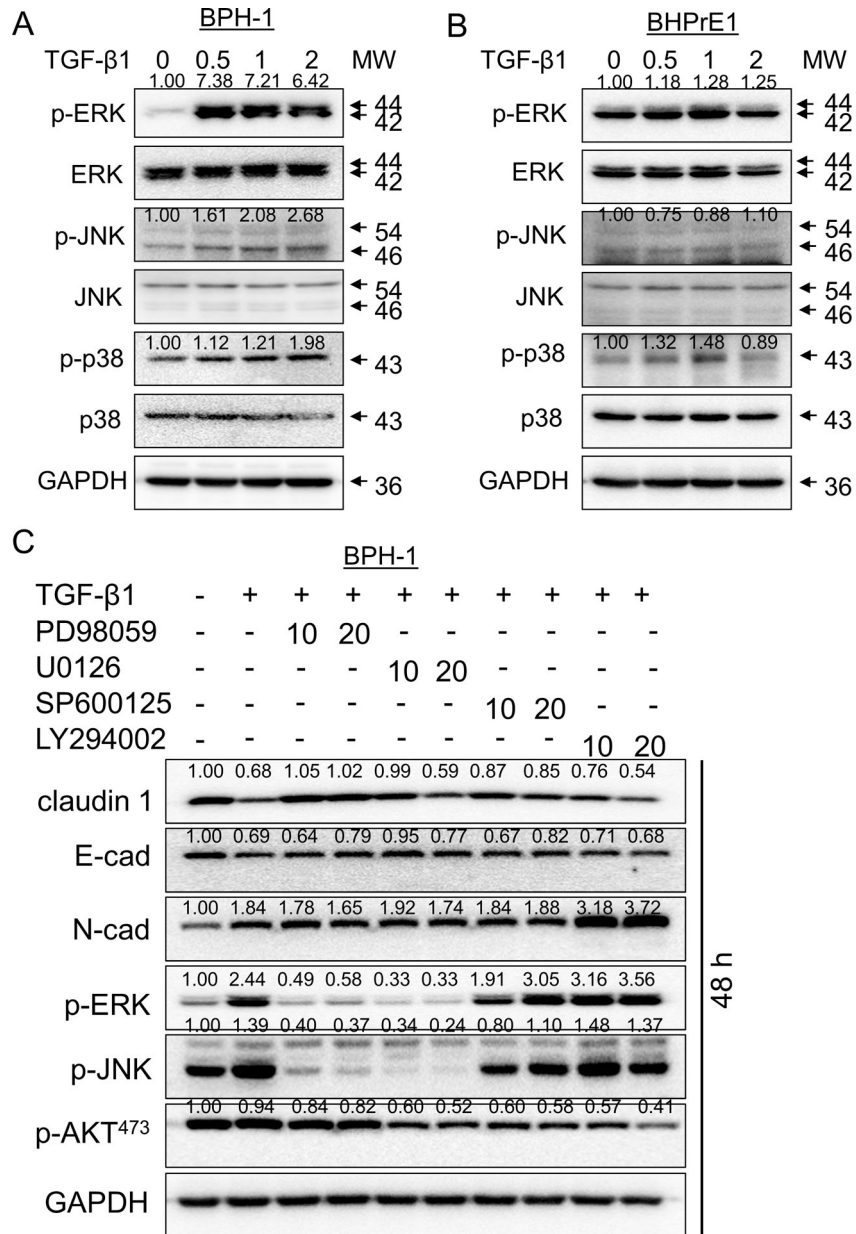 A
BPH-1
TGF-β1 0 0.5 1 2 MW
1.00 7.38 7.21 6.42
p-ERK 44
42
ERK 44
42
1.00 1.61 2.08 2.68
p-JNK 54
46
JNK 54
46
1.00 1.12 1.21 1.98
p-p38 43
p38 43
GAPDH 36
B
BHPrE1
TGF-β1 0 0.5 1 2 MW
1.00 1.18 1.28 1.25
p-ERK 44
42
ERK 44
42
1.00 0.75 0.88 1.10
p-JNK 54
46
JNK 54
46
1.00 1.32 1.48 0.89
p-p38 43
p38 43
GAPDH 36
C
BPH-1
TGF-β1 - + + + + + + + + +
PD98059 - - 10 20 - - - - - -
U0126 - - - - 10 20 - - - -
SP600125 - - - - - - 10 20 - -
LY294002 - - - - - - - - 10 20
1.00 0.68 1.05 1.02 0.99 0.59 0.87 0.85 0.76 0.54
claudin 1
1.00 0.69 0.64 0.79 0.95 0.77 0.67 0.82 0.71 0.68
E-cad
1.00 1.84 1.78 1.65 1.92 1.74 1.84 1.88 3.18 3.72
N-cad
1.00 2.44 0.49 0.58 0.33 0.33 1.91 3.05 3.16 3.56
p-ERK
1.00 1.39 0.40 0.37 0.34 0.24 0.80 1.10 1.48 1.37
p-JNK
1.00 0.94 0.84 0.82 0.60 0.52 0.60 0.58 0.57 0.41
p-AKT⁴⁷³
GAPDH
48 h